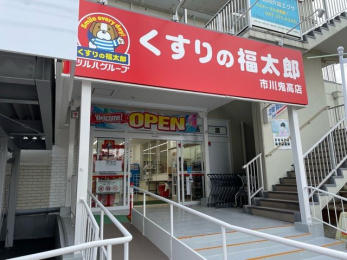 Smile every day!
くすりの福太郎
ツルハグループ
くすりの福太郎
市川鬼高店
Welcome!
OPEN